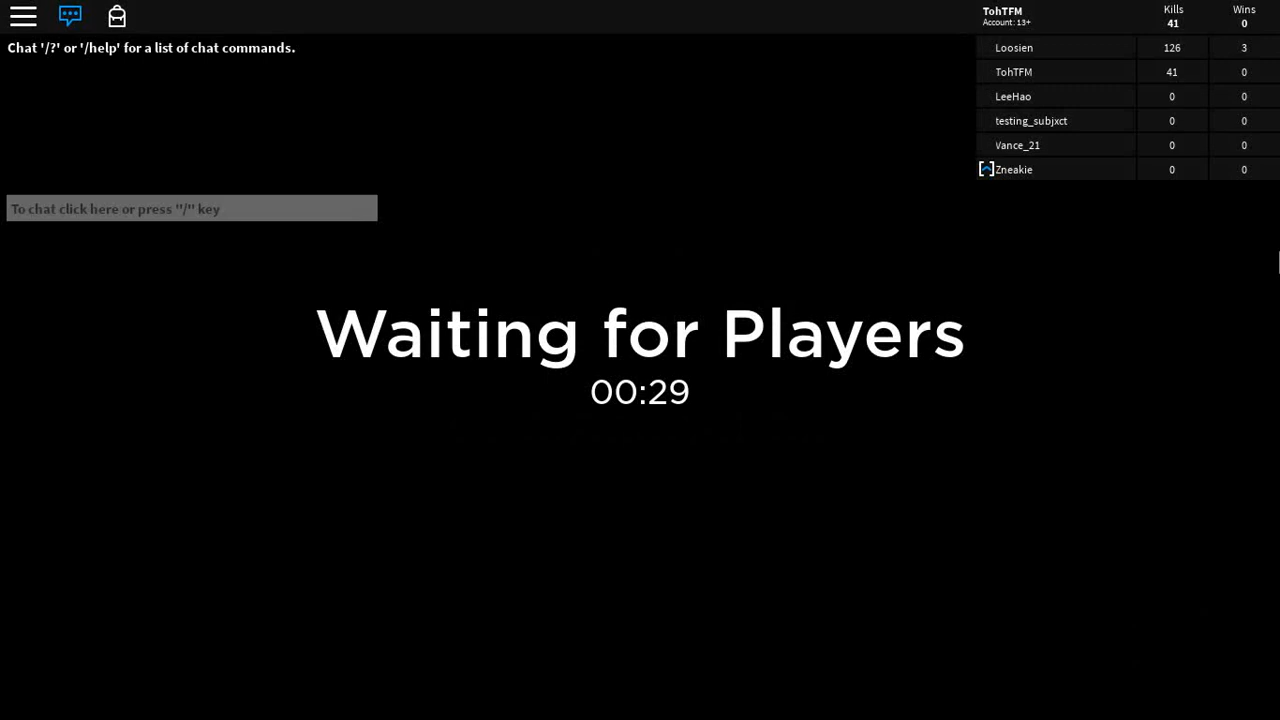 TohTFM Kills Wins
Account: 13+ 41 0
Chat '/?' or '/help' for a list of chat commands.
Loosien 126 3
TohTFM 41 0
LeeHao 0 0
testing_subjxct 0 0
Vance_21 0 0
Zneakie 0 0
To chat click here or press "/" key
Waiting for Players
00:29